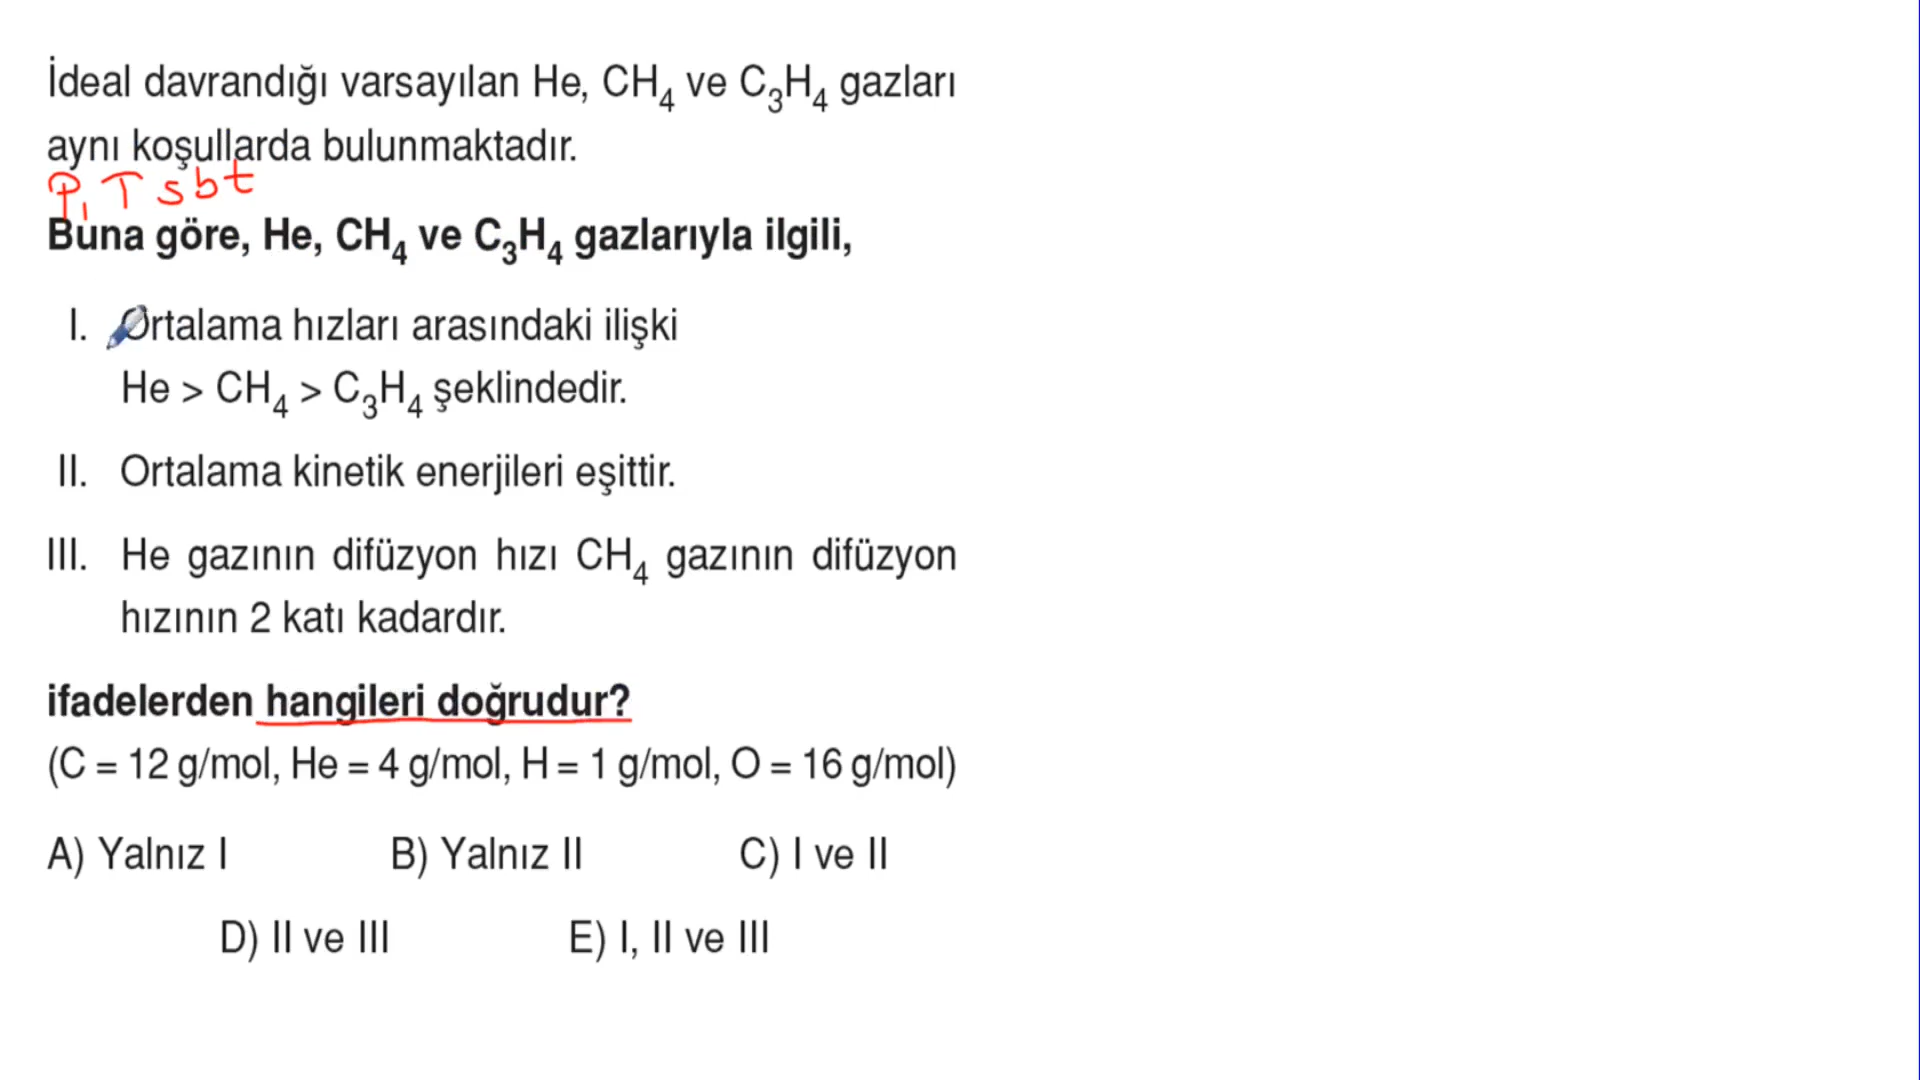 İdeal davrandığı varsayılan He, CH₄ ve C₃H₄ gazları
aynı koşullarda bulunmaktadır.
P, T sbt
Buna göre, He, CH₄ ve C₃H₄ gazlarıyla ilgili,
I. Ortalama hızları arasındaki ilişki
He > CH₄ > C₃H₄ şeklindedir.
II. Ortalama kinetik enerjileri eşittir.
III. He gazının difüzyon hızı CH₄ gazının difüzyon
hızının 2 katı kadardır.
ifadelerden hangileri doğrudur?
(C = 12 g/mol, He = 4 g/mol, H = 1 g/mol, O = 16 g/mol)
A) Yalnız I B) Yalnız II C) I ve II
D) II ve III E) I, II ve III